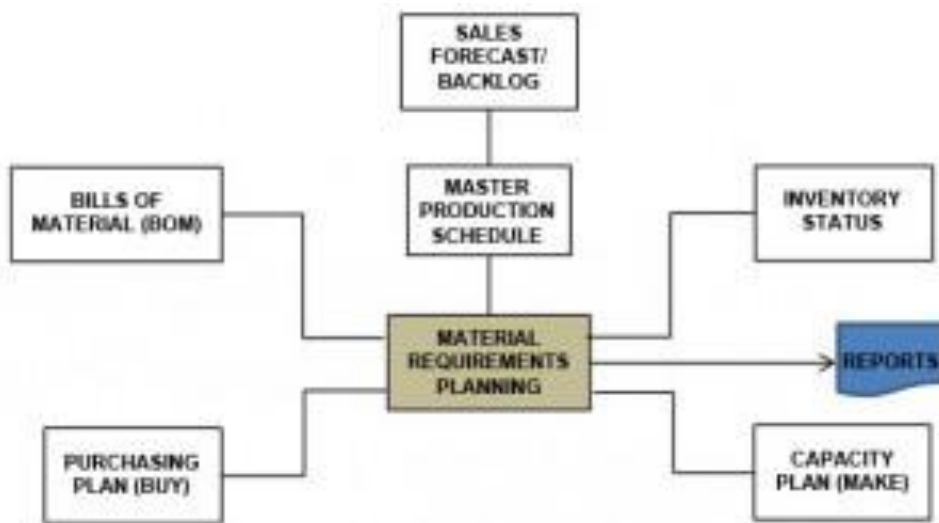 SALES
FORECAST/
BACKLOG
BILLS OF
MATERIAL (BOM)
MASTER
PRODUCTION
SCHEDULE
INVENTORY
STATUS
MATERIAL
REQUIREMENTS
PLANNING
REPORTS
PURCHASING
PLAN (BUY)
CAPACITY
PLAN (MAKE)